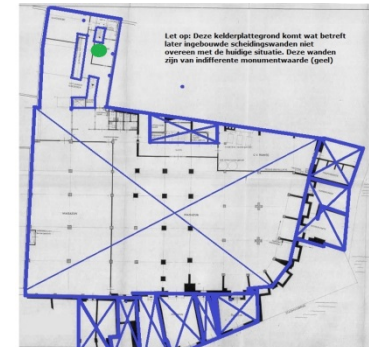 Let op: Deze kelderplattegrond komt wat betreft
later ingebouwde scheidingswanden niet
overeen met de huidige situatie. Deze wanden
zijn van indifferente monumentwaarde (geel)